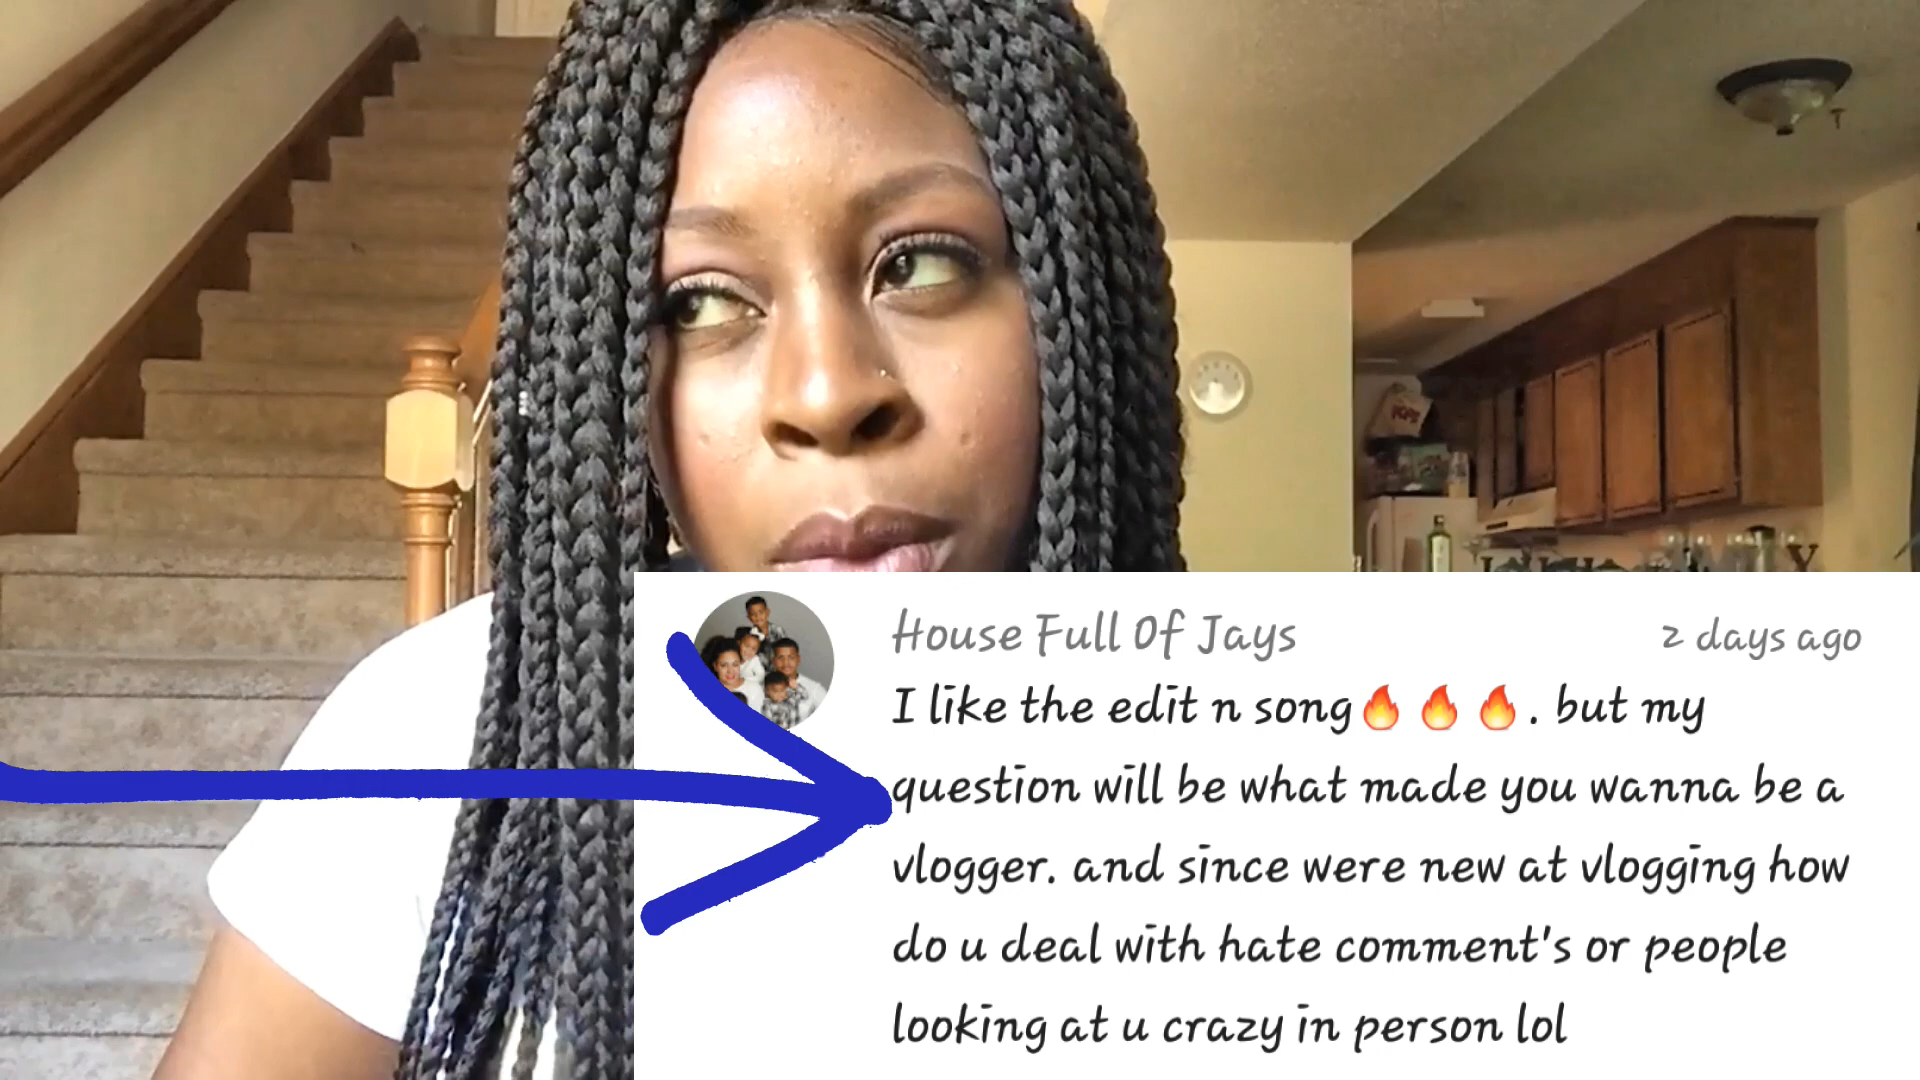 House Full Of Jays
2 days ago
I like the edit n song🔥🔥🔥. but my
question will be what made you wanna be a
vlogger. and since were new at vlogging how
do u deal with hate comment's or people
looking at u crazy in person lol